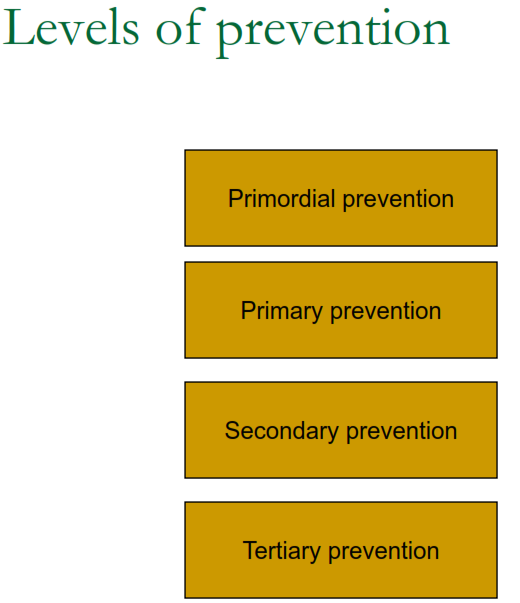 Levels of prevention
Primordial prevention
Primary prevention
Secondary prevention
Tertiary prevention